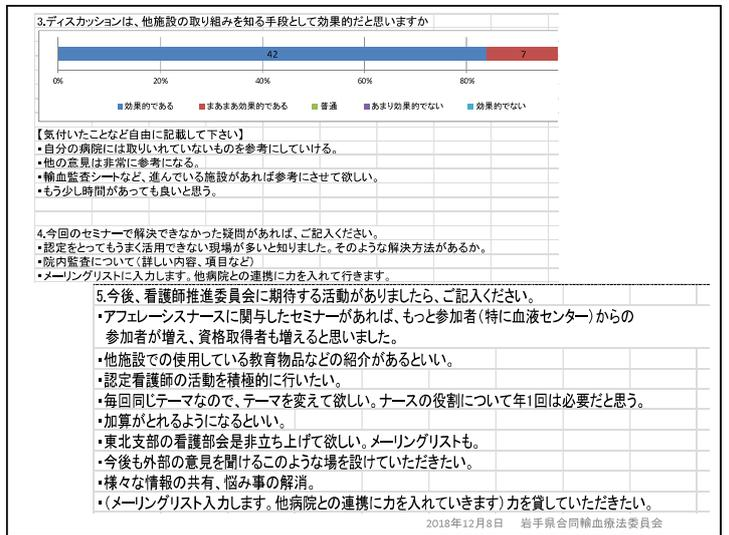 3.ディスカッションは、他施設の取り組みを知る手段として効果的だと思いますか
42 7
0% 20% 40% 60% 80%
効果的である まあまあ効果的である 普通 あまり効果的でない 効果的でない
【気付いたことなど自由に記載して下さい】
・自分の病院には取りいれていないものを参考にしていける。
・他の意見は非常に参考になる。
・輸血監査シートなど、進んでいる施設があれば参考にさせて欲しい。
・もう少し時間があっても良いと思う。
4.今回のセミナーで解決できなかった疑問があれば、ご記入ください。
・認定をとってもうまく活用できない現場が多いと知りました。そのような解決方法があるか。
・院内監査について（詳しい内容、項目など）
・メーリングリストに入力します。他病院との連携に力を入れて行きます。
5.今後、看護師推進委員会に期待する活動がありましたら、ご記入ください。
・アフェレーシスナースに関与したセミナーがあれば、もっと参加者（特に血液センター）からの
参加者が増え、資格取得者も増えると思いました。
・他施設での使用している教育物品などの紹介があるといい。
・認定看護師の活動を積極的に行いたい。
・毎回同じテーマなので、テーマを変えて欲しい。ナースの役割について年1回は必要だと思う。
・加算がとれるようになるといい。
・東北支部の看護部会是非立ち上げて欲しい。メーリングリストも。
・今後も外部の意見を聞けるこのような場を設けていただきたい。
・様々な情報の共有、悩み事の解消。
・（メーリングリスト入力します。他病院との連携に力を入れていきます）力を貸していただきたい。
2018年12月8日 岩手県合同輸血療法委員会